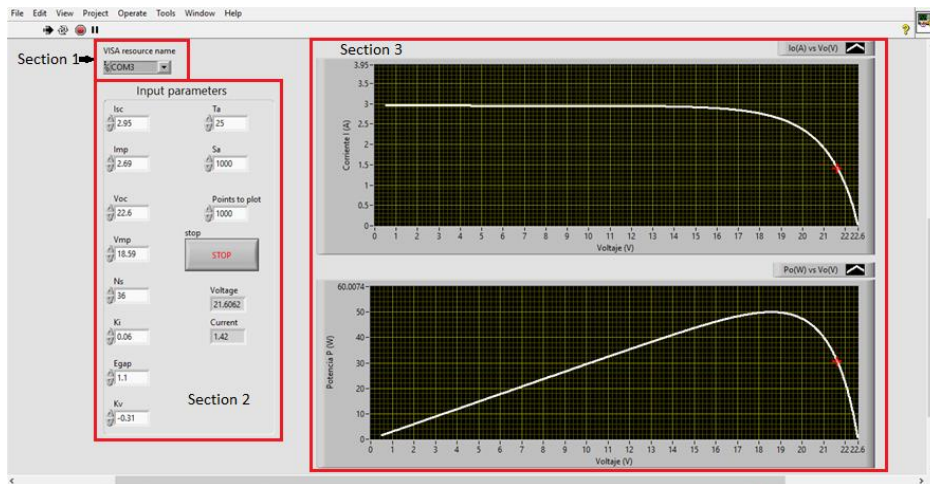 File Edit View Project Operate Tools Window Help
Section 1
VISA resource name
COM3
Input parameters
Isc
2.95
Ta
25
Imp
2.69
Sa
1000
Voc
22.6
Points to plot
1000
Vmp
18.59
stop
STOP
Ns
36
Voltage
21.6062
Ki
0.06
Current
1.42
Egap
1.1
Kv
-0.31
Section 2
Section 3
Io(A) vs Vo(V)
3.95
3.5
3
2.5
2
1.5
1
0.5
0
Corriente I (A)
0 1 2 3 4 5 6 7 8 9 10 11 12 13 14 15 16 17 18 19 20 21 22 22.6
Voltaje (V)
Po(W) vs Vo(V)
60.0074
50
40
30
20
10
0
Potencia P (W)
0 1 2 3 4 5 6 7 8 9 10 11 12 13 14 15 16 17 18 19 20 21 22 22.6
Voltaje (V)